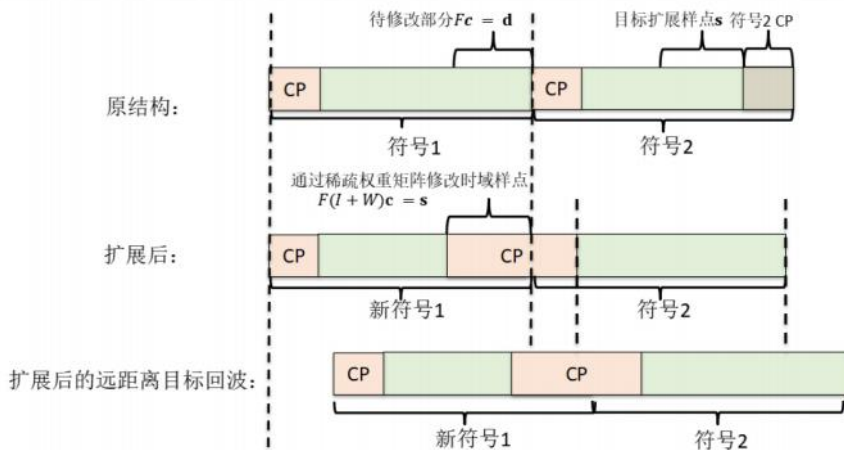 待修改部分Fc = d
目标扩展样点s 符号2 CP
原结构：
CP
CP
符号1
符号2
通过稀疏权重矩阵修改时域样点
F(I + W)c = s
扩展后：
CP
CP
新符号1
符号2
扩展后的远距离目标回波：
CP
CP
新符号1
符号2